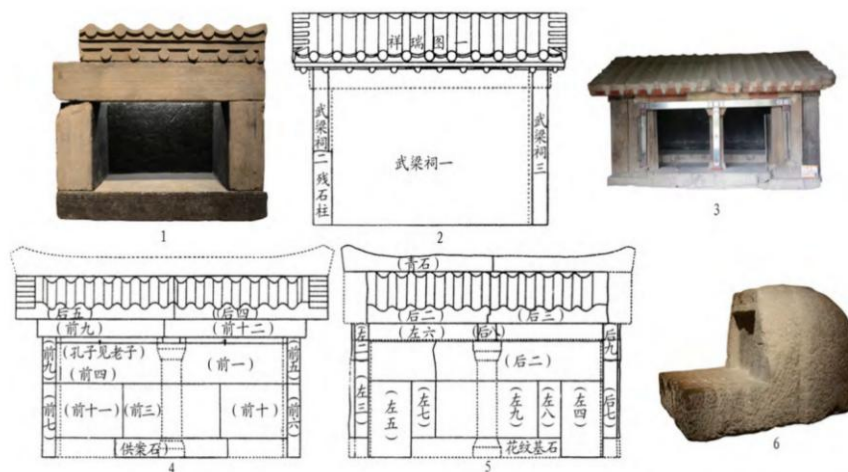 祥瑞图一
武梁祠二 残石柱
武梁祠一
武梁祠三
1
2
3
(后五)
(后四)
(前九)
(前十二)
(孔子见老子)
(前四)
(前一)
(前九)
(前五)
(前七)
(前十一)
(前三)
(前十)
(前六)
供案石
4
(青石)
(后二)
(后三)
(左六)
(后八)
(左二)
(后九)
(后二)
(左三)
(左五)
(左七)
(左九)
(左八)
(左四)
(后七)
花纹基石
5
6